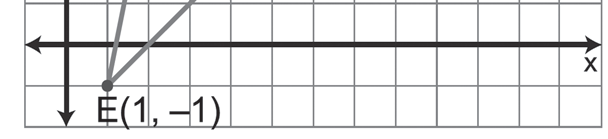 x
E(1, –1)